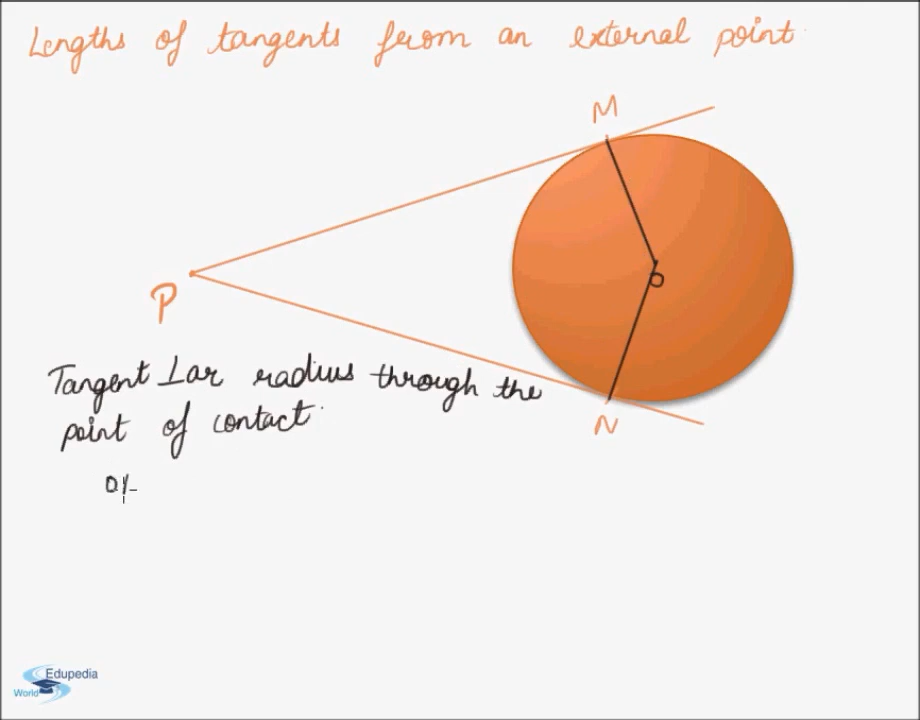 Lengths of tangents from an external point
M
O
P
Tangent ⊥ar radius through the
point of contact
N
Edupedia
World